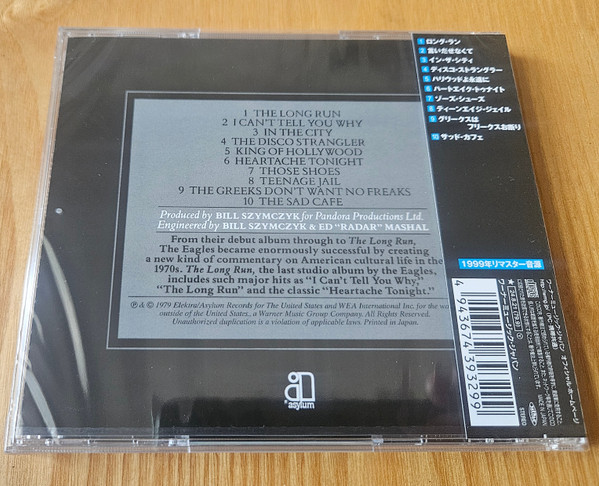 1 THE LONG RUN
2 I CAN'T TELL YOU WHY
3 IN THE CITY
4 THE DISCO STRANGLER
5 KING OF HOLLYWOOD
6 HEARTACHE TONIGHT
7 THOSE SHOES
8 TEENAGE JAIL
9 THE GREEKS DON'T WANT NO FREAKS
10 THE SAD CAFE
Produced by BILL SZYMCZYK for Pandora Productions Ltd.
Engineered by BILL SZYMCZYK & ED "RADAR" MASHAL
From their debut album through to The Long Run,
The Eagles became enormously successful by creating
a new kind of commentary on American cultural life in the
1970s. The Long Run, the last studio album by the Eagles,
includes such major hits as "I Can't Tell You Why,"
"The Long Run" and the classic "Heartache Tonight."
℗ & © 1979 Elektra/Asylum Records for The United States and WEA International Inc. for the
outside of the United States., a Warner Music Group Company. All Rights Reserved.
Unauthorized duplication is a violation of applicable laws. Printed in Japan.
asylum
1 ロング・ラン
2 言いだせなくて
3 イン・ザ・シティ
4 ディスコ・ストラングラー
5 ハリウッドよ永遠に
6 ハートエイク・トゥナイト
7 ゾーズ・シューズ
8 ティーンエイジ・ジェイル
9 グリークスは
フリークスお断り
10 サッド・カフェ
1999年リマスター音源
4 943674 393299